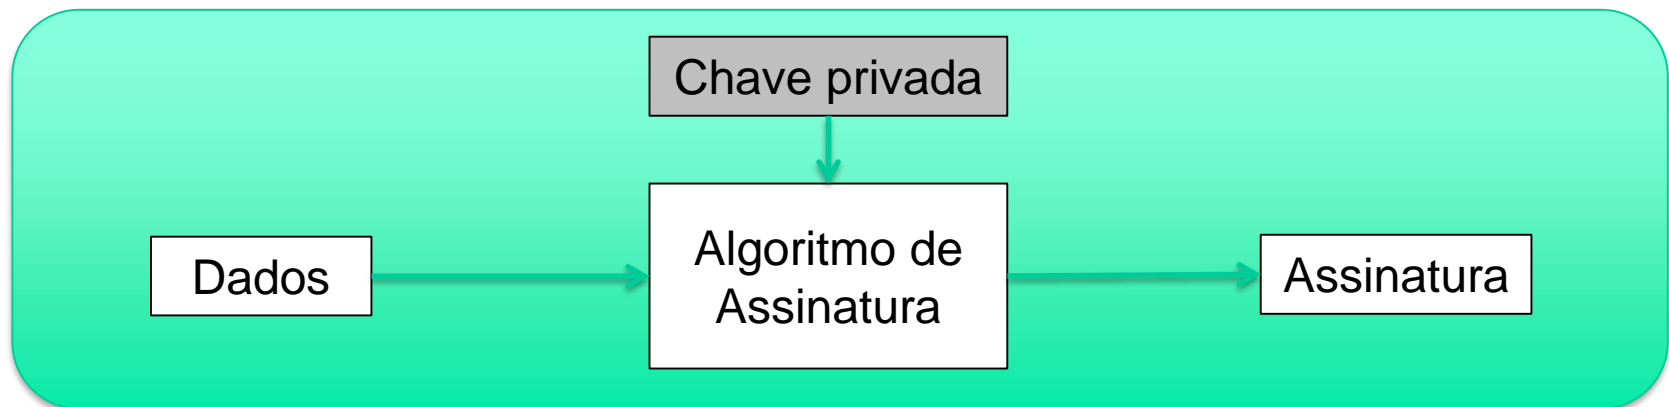 Chave privada
Dados
Algoritmo de
Assinatura
Assinatura